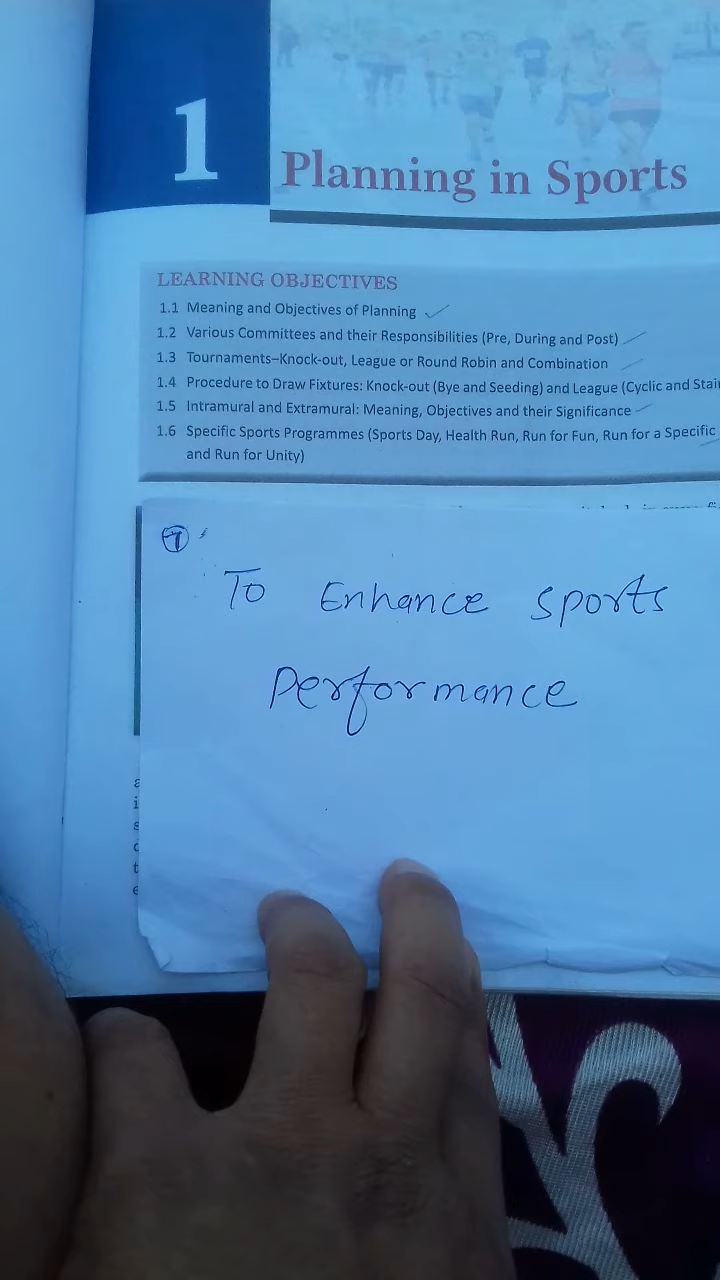 1
Planning in Sports
LEARNING OBJECTIVES
1.1 Meaning and Objectives of Planning
1.2 Various Committees and their Responsibilities (Pre, During and Post)
1.3 Tournaments–Knock-out, League or Round Robin and Combination
1.4 Procedure to Draw Fixtures: Knock-out (Bye and Seeding) and League (Cyclic and
1.5 Intramural and Extramural: Meaning, Objectives and their Significance
1.6 Specific Sports Programmes (Sports Day, Health Run, Run for Fun, Run for a Specific
and Run for Unity)
7
To Enhance sports
Performance